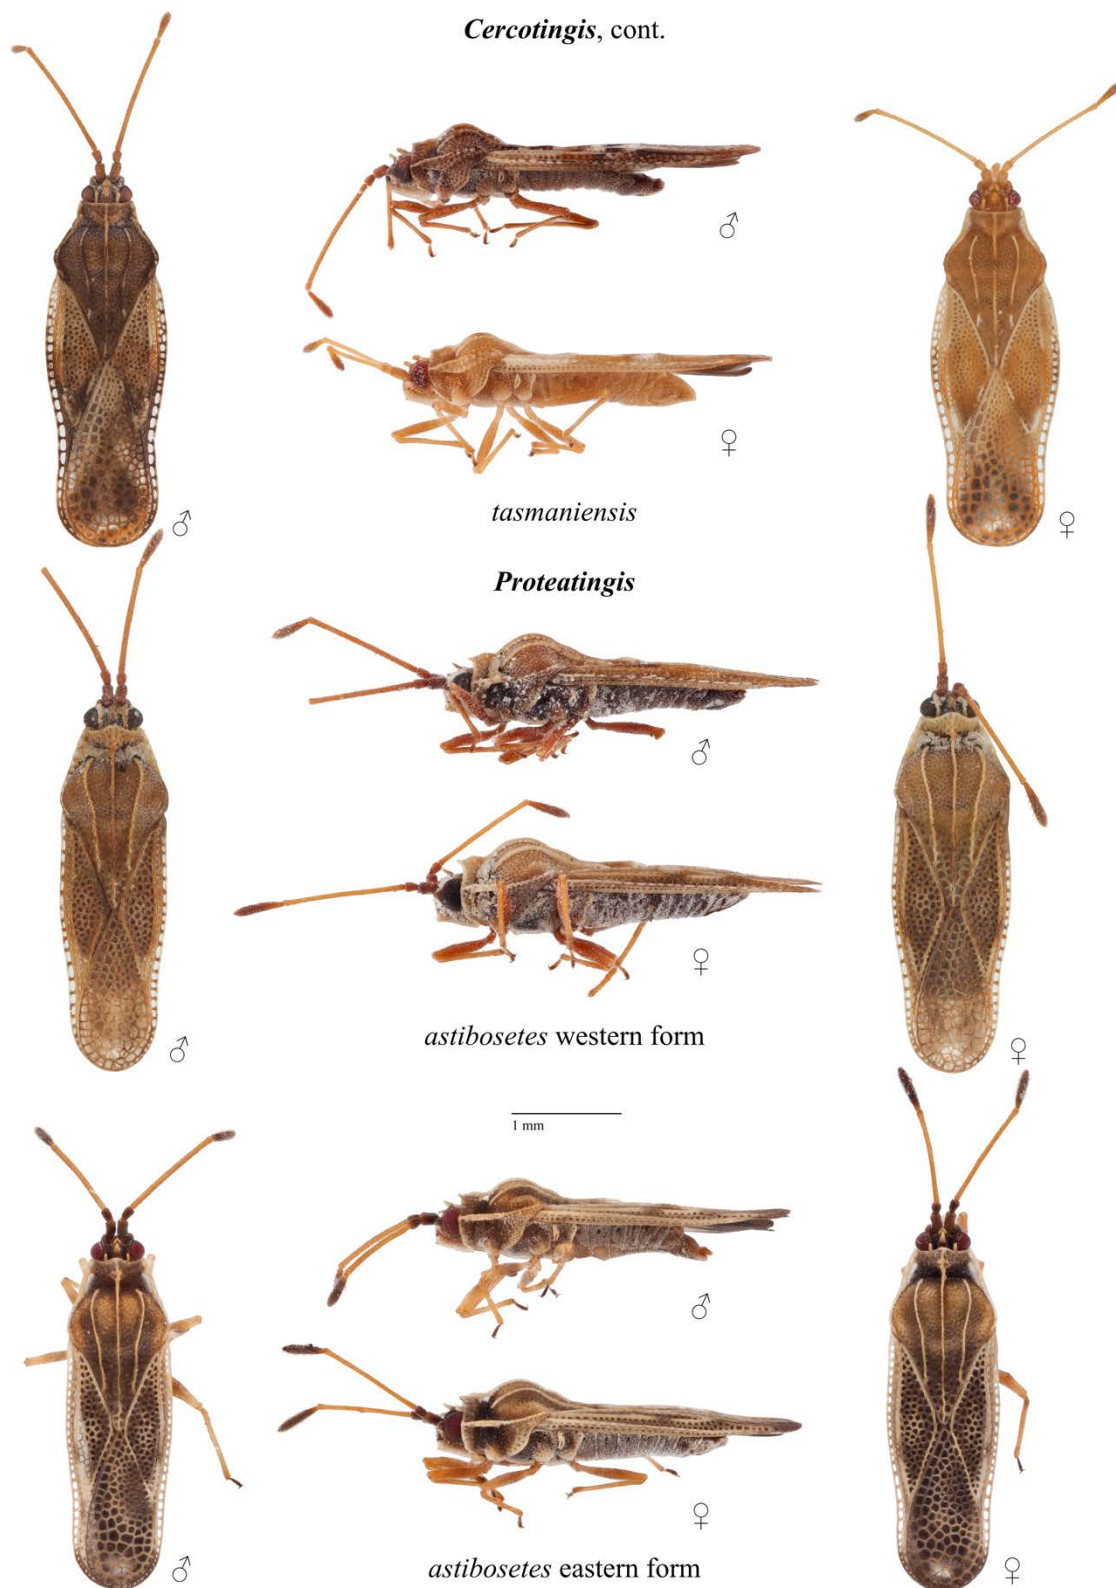 Cercotingis, cont.
♂
♀
tasmaniensis
♂
♀
Proteatingis
♂
♀
astibosetes western form
♂
♀
1 mm
♂
♀
astibosetes eastern form
♂
♀